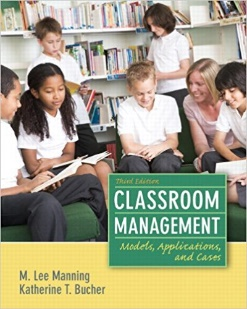 Third Edition
CLASSROOM
MANAGEMENT
Models, Applications,
and Cases
M. Lee Manning
Katherine T. Bucher